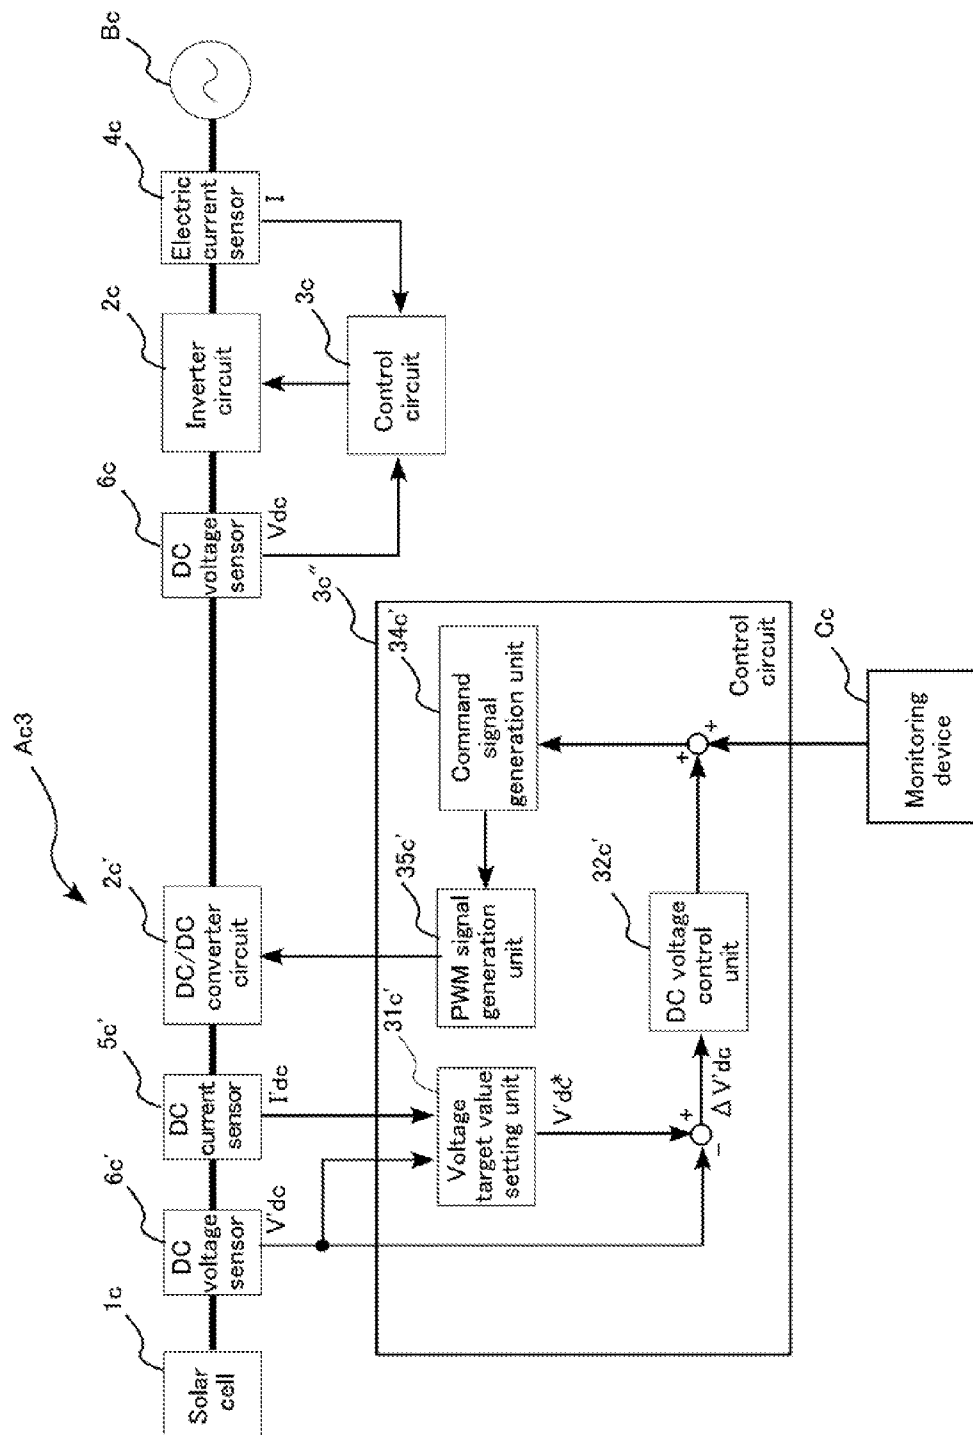 Ac3
1c
6c'
5c'
2c'
6c
2c
4c
Bc
Solar
cell
DC
voltage
sensor
DC
current
sensor
DC/DC
converter
circuit
DC
voltage
sensor
Inverter
circuit
Electric
current
sensor
V'dc
I'dc
Vdc
I
3c
Control
circuit
3c"
31c'
35c'
34c'
Voltage
target value
setting unit
PWM signal
generation
unit
Command
signal
generation unit
V'dc*
+
−
ΔV'dc
32c'
DC voltage
control
unit
+
+
Control
circuit
Cc
Monitoring
device